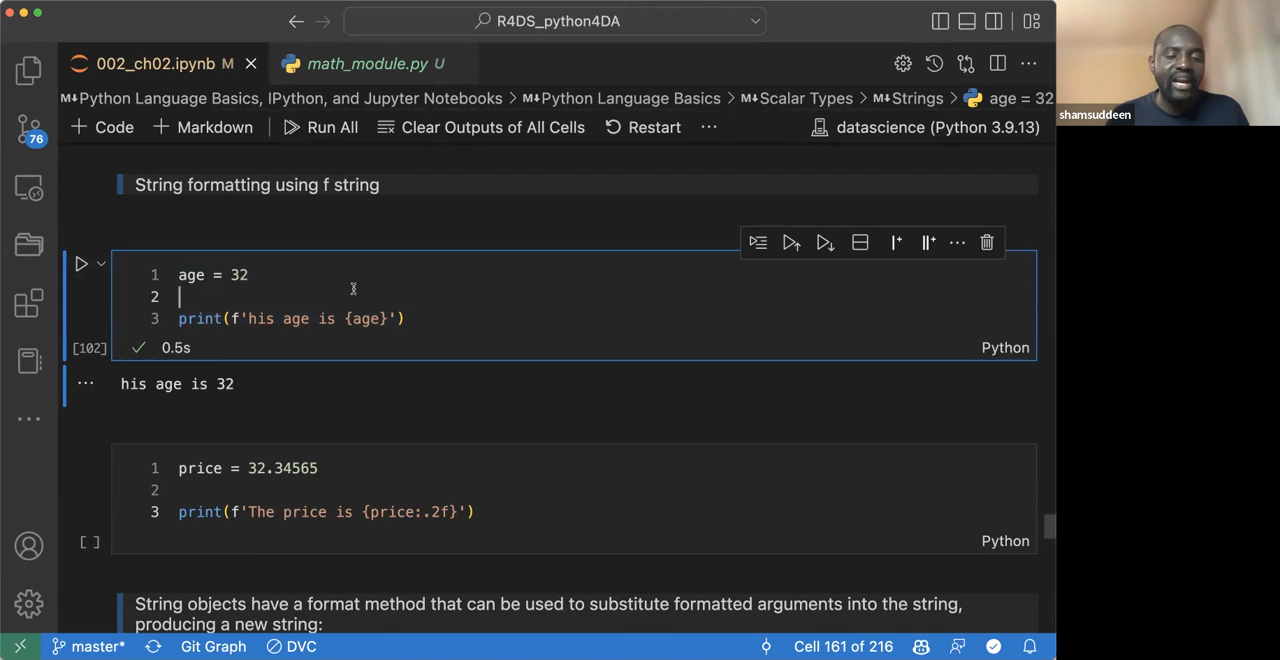 R4DS_python4DA
002_ch02.ipynb M
math_module.py U
M↓Python Language Basics, IPython, and Jupyter Notebooks > M↓Python Language Basics > M↓Scalar Types > M↓Strings > age = 32
+ Code + Markdown Run All Clear Outputs of All Cells Restart ... datascience (Python 3.9.13)
shamsuddeen
76
String formatting using f string
1 age = 32
2
3 print(f'his age is {age}')
[102] 0.5s Python
his age is 32
1 price = 32.34565
2
3 print(f'The price is {price:.2f}')
[ ] Python
String objects have a format method that can be used to substitute formatted arguments into the string,
producing a new string:
master* Git Graph DVC Cell 161 of 216